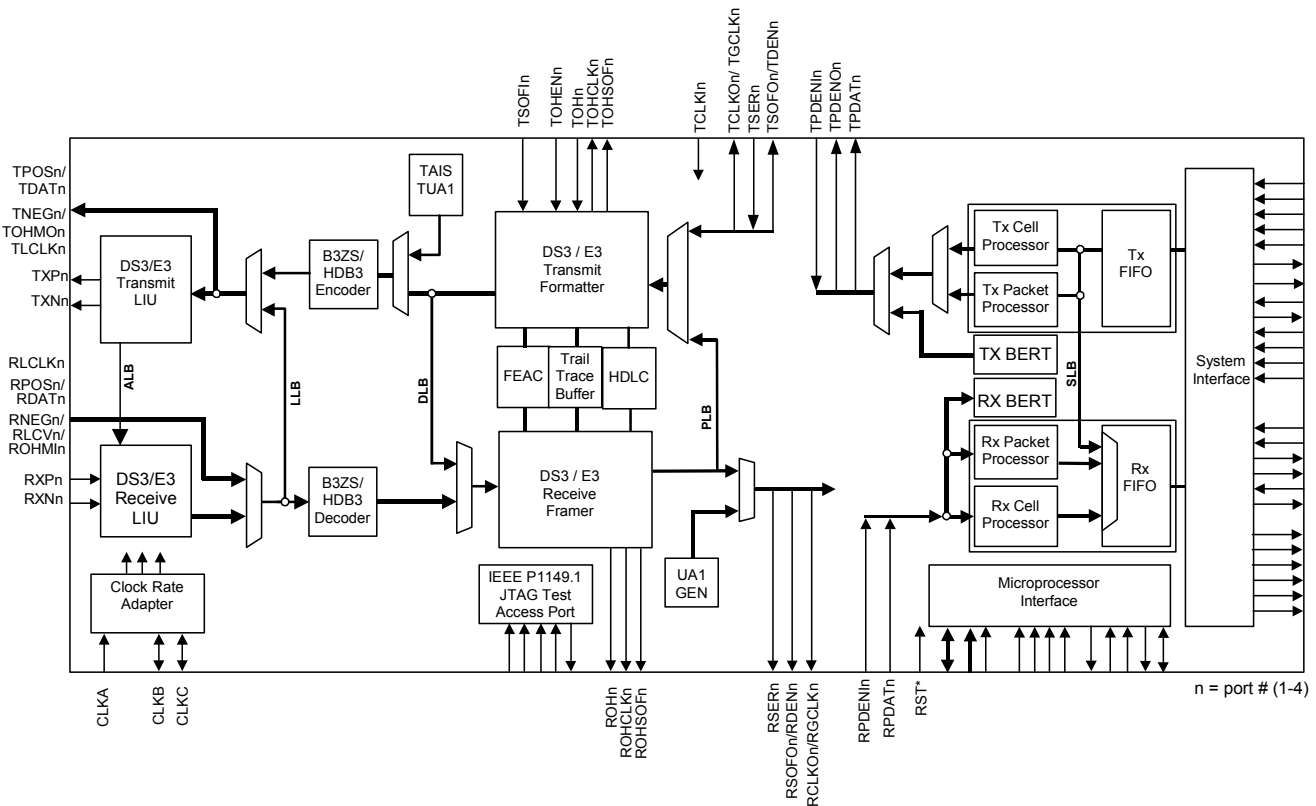 TSOFIn
TOHENn
TOHn
TOHCLKn
TOHSOFn
TCLKIn
TCLKOn/ TGCLKn
TSERn
TSOFOn/TDENn
TPDENIn
TPDENOn
TPDATn
TPOSn/
TDATn
TNEGn/
TOHMOn
TLCLKn
TXPn
TXNn
RLCLKn
RPOSn/
RDATn
RNEGn/
RLCVn/
ROHMIn
RXPn
RXNn
TAIS
TUA1
DS3/E3
Transmit
LIU
B3ZS/
HDB3
Encoder
DS3 / E3
Transmit
Formatter
Tx Cell
Processor
Tx Packet
Processor
Tx
FIFO
TX BERT
RX BERT
System
Interface
ALB
LLB
DLB
FEAC
Trail
Trace
Buffer
HDLC
PLB
SLB
DS3/E3
Receive
LIU
B3ZS/
HDB3
Decoder
DS3 / E3
Receive
Framer
Rx Packet
Processor
Rx Cell
Processor
Rx
FIFO
Clock Rate
Adapter
IEEE P1149.1
JTAG Test
Access Port
UA1
GEN
Microprocessor
Interface
CLKA
CLKB
CLKC
ROHn
ROHCLKn
ROHSOFn
RSERn
RSOFOn/RDENn
RCLKOn/RGCLKn
RPDENIn
RPDATn
RST*
n = port # (1-4)